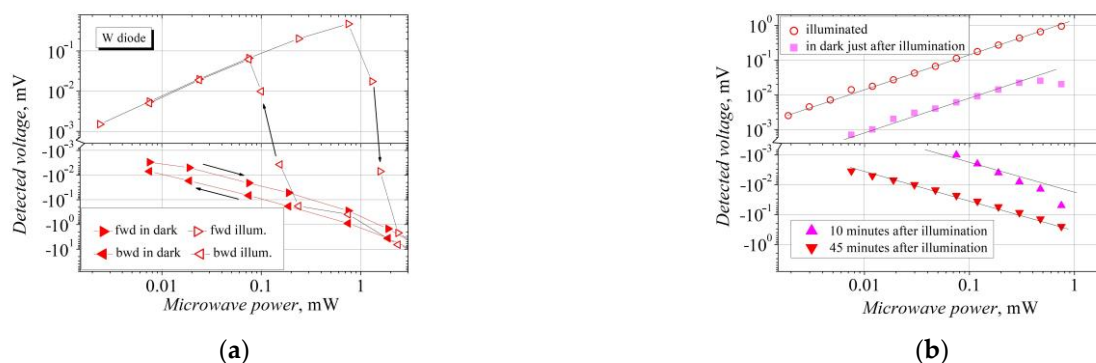 W diode
Detected voltage, mV
10⁻¹
10⁻²
10⁻³
-10⁻³
-10⁻²
-10⁻¹
-10⁰
-10¹
fwd in dark
fwd illum.
bwd in dark
bwd illum.
0.01
0.1
1
Microwave power, mW
(a)
Detected voltage, mV
10⁰
10⁻¹
10⁻²
10⁻³
-10⁻³
-10⁻²
-10⁻¹
-10⁰
illuminated
in dark just after illumination
10 minutes after illumination
45 minutes after illumination
0.01
0.1
1
Microwave power, mW
(b)